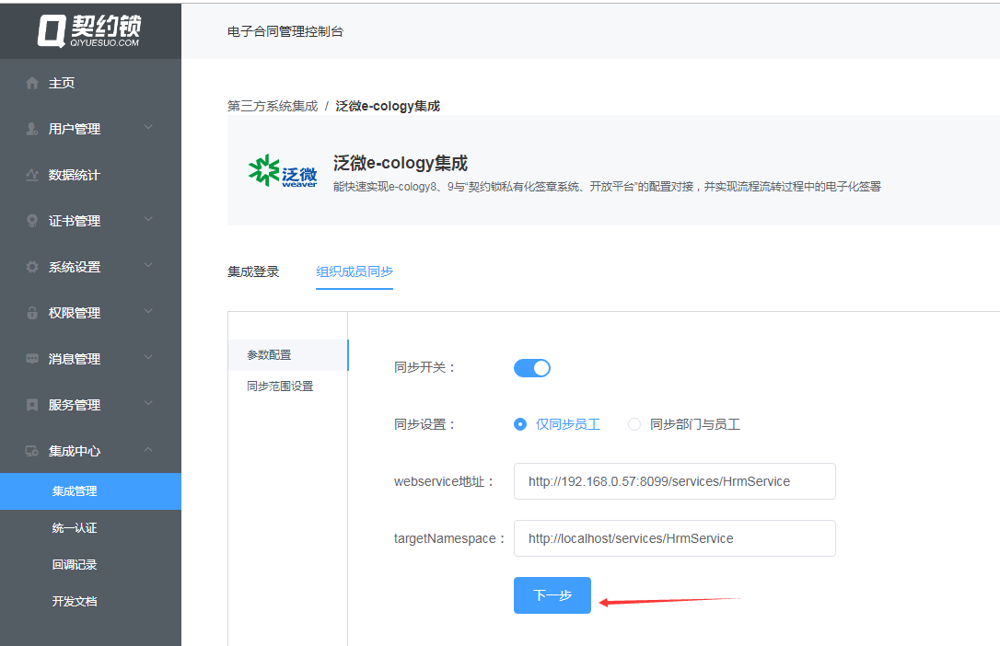 契约锁
QIYUESUO.COM
电子合同管理控制台
主页
用户管理
数据统计
证书管理
系统设置
权限管理
消息管理
服务管理
集成中心
集成管理
统一认证
回调记录
开发文档
第三方系统集成 / 泛微e-cology集成
泛微
weaver
泛微e-cology集成
能快速实现e-cology8、9与“契约锁私有化签章系统、开放平台”的配置对接，并实现流程流转过程中的电子化签署
集成登录 组织成员同步
参数配置
同步范围设置
同步开关：
同步设置： 仅同步员工 同步部门与员工
webservice地址： http://192.168.0.57:8099/services/HrmService
targetNamespace： http://localhost/services/HrmService
下一步